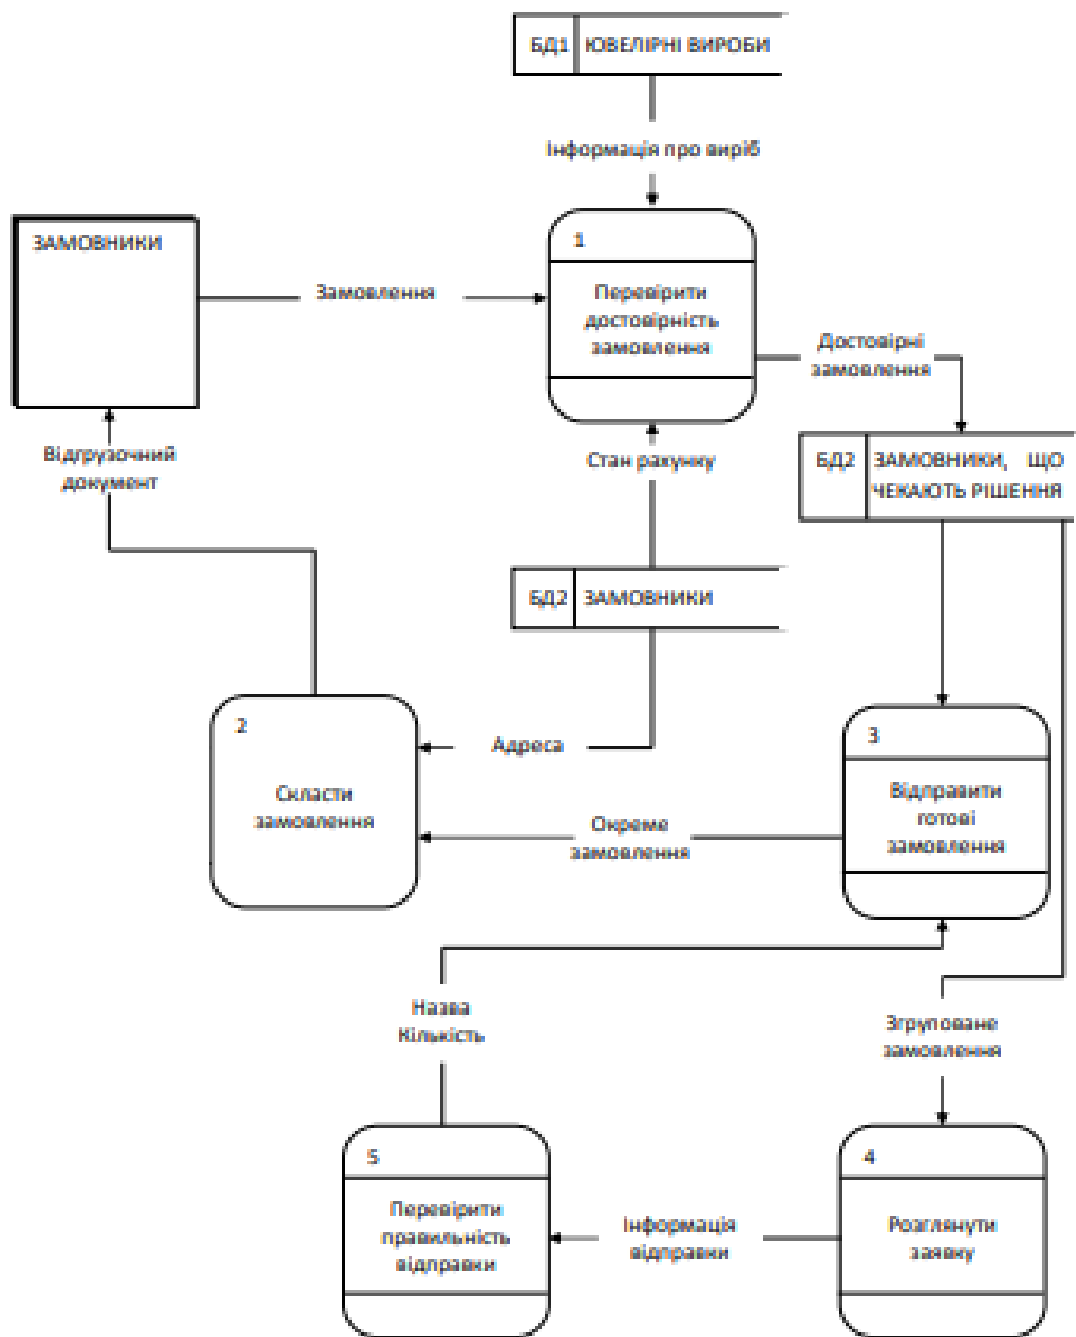 БД1 ЮВЕЛІРНІ ВИРОБИ
Інформація про виріб
ЗАМОВНИКИ
Замовлення
1
Перевірити
достовірність
замовлення
Достовірні
замовлення
Відгрузочний
документ
Стан рахунку
БД2 ЗАМОВНИКИ, ЩО
ЧЕКАЮТЬ РІШЕННЯ
БД2 ЗАМОВНИКИ
2
Скласти
замовлення
Адреса
3
Відправити
готові
замовлення
Окреме
замовлення
Назва
Кількість
Згруповане
замовлення
5
Перевірити
правильність
відправки
Інформація
відправки
4
Розглянути
заявку